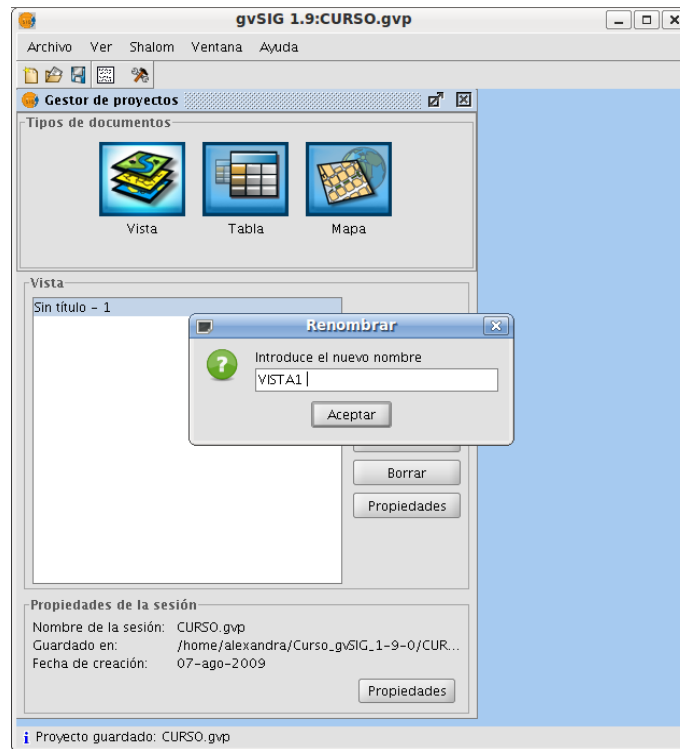 gvSIG 1.9:CURSO.gvp
Archivo Ver Shalom Ventana Ayuda
Gestor de proyectos
Tipos de documentos
Vista Tabla Mapa
Vista
Sin título - 1
Renombrar
Introduce el nuevo nombre
VISTA1
Aceptar
Borrar
Propiedades
Propiedades de la sesión
Nombre de la sesión: CURSO.gvp
Guardado en: /home/alexandra/Curso_gvSIG_1-9-0/CUR...
Fecha de creación: 07-ago-2009
Propiedades
Proyecto guardado: CURSO.gvp